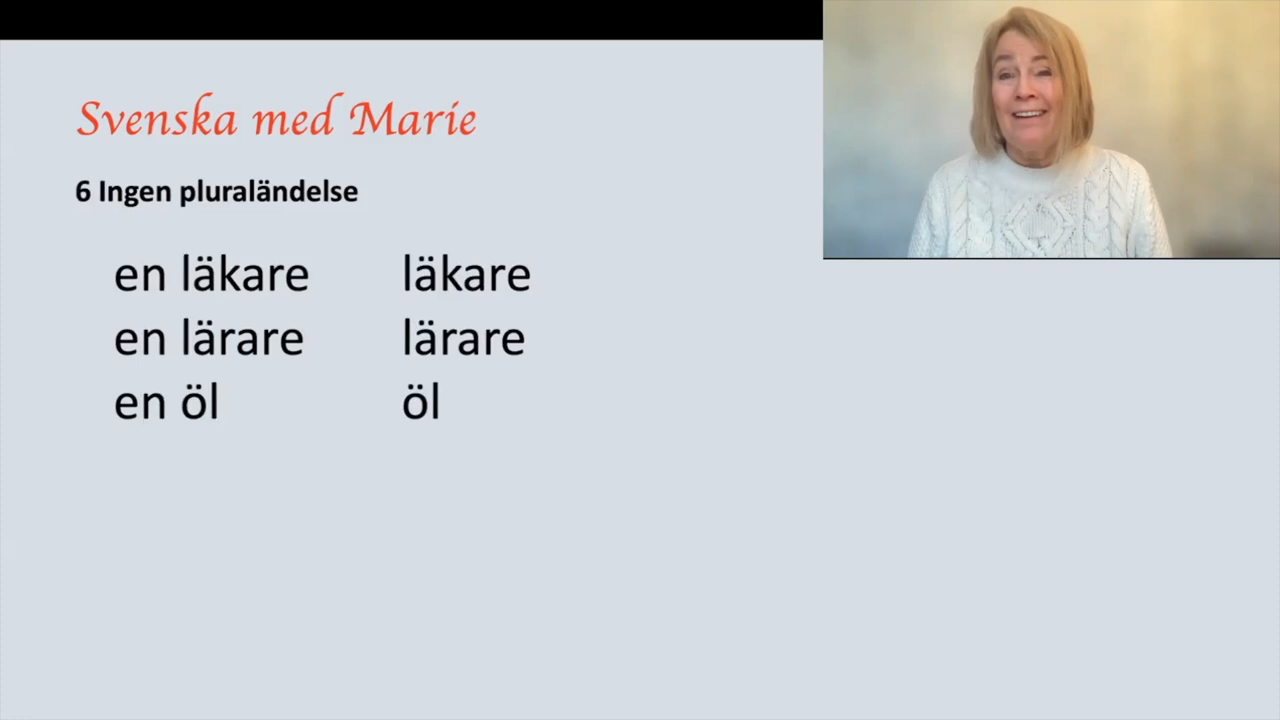 Svenska med Marie
6 Ingen pluraländelse
en läkare läkare
en lärare lärare
en öl öl